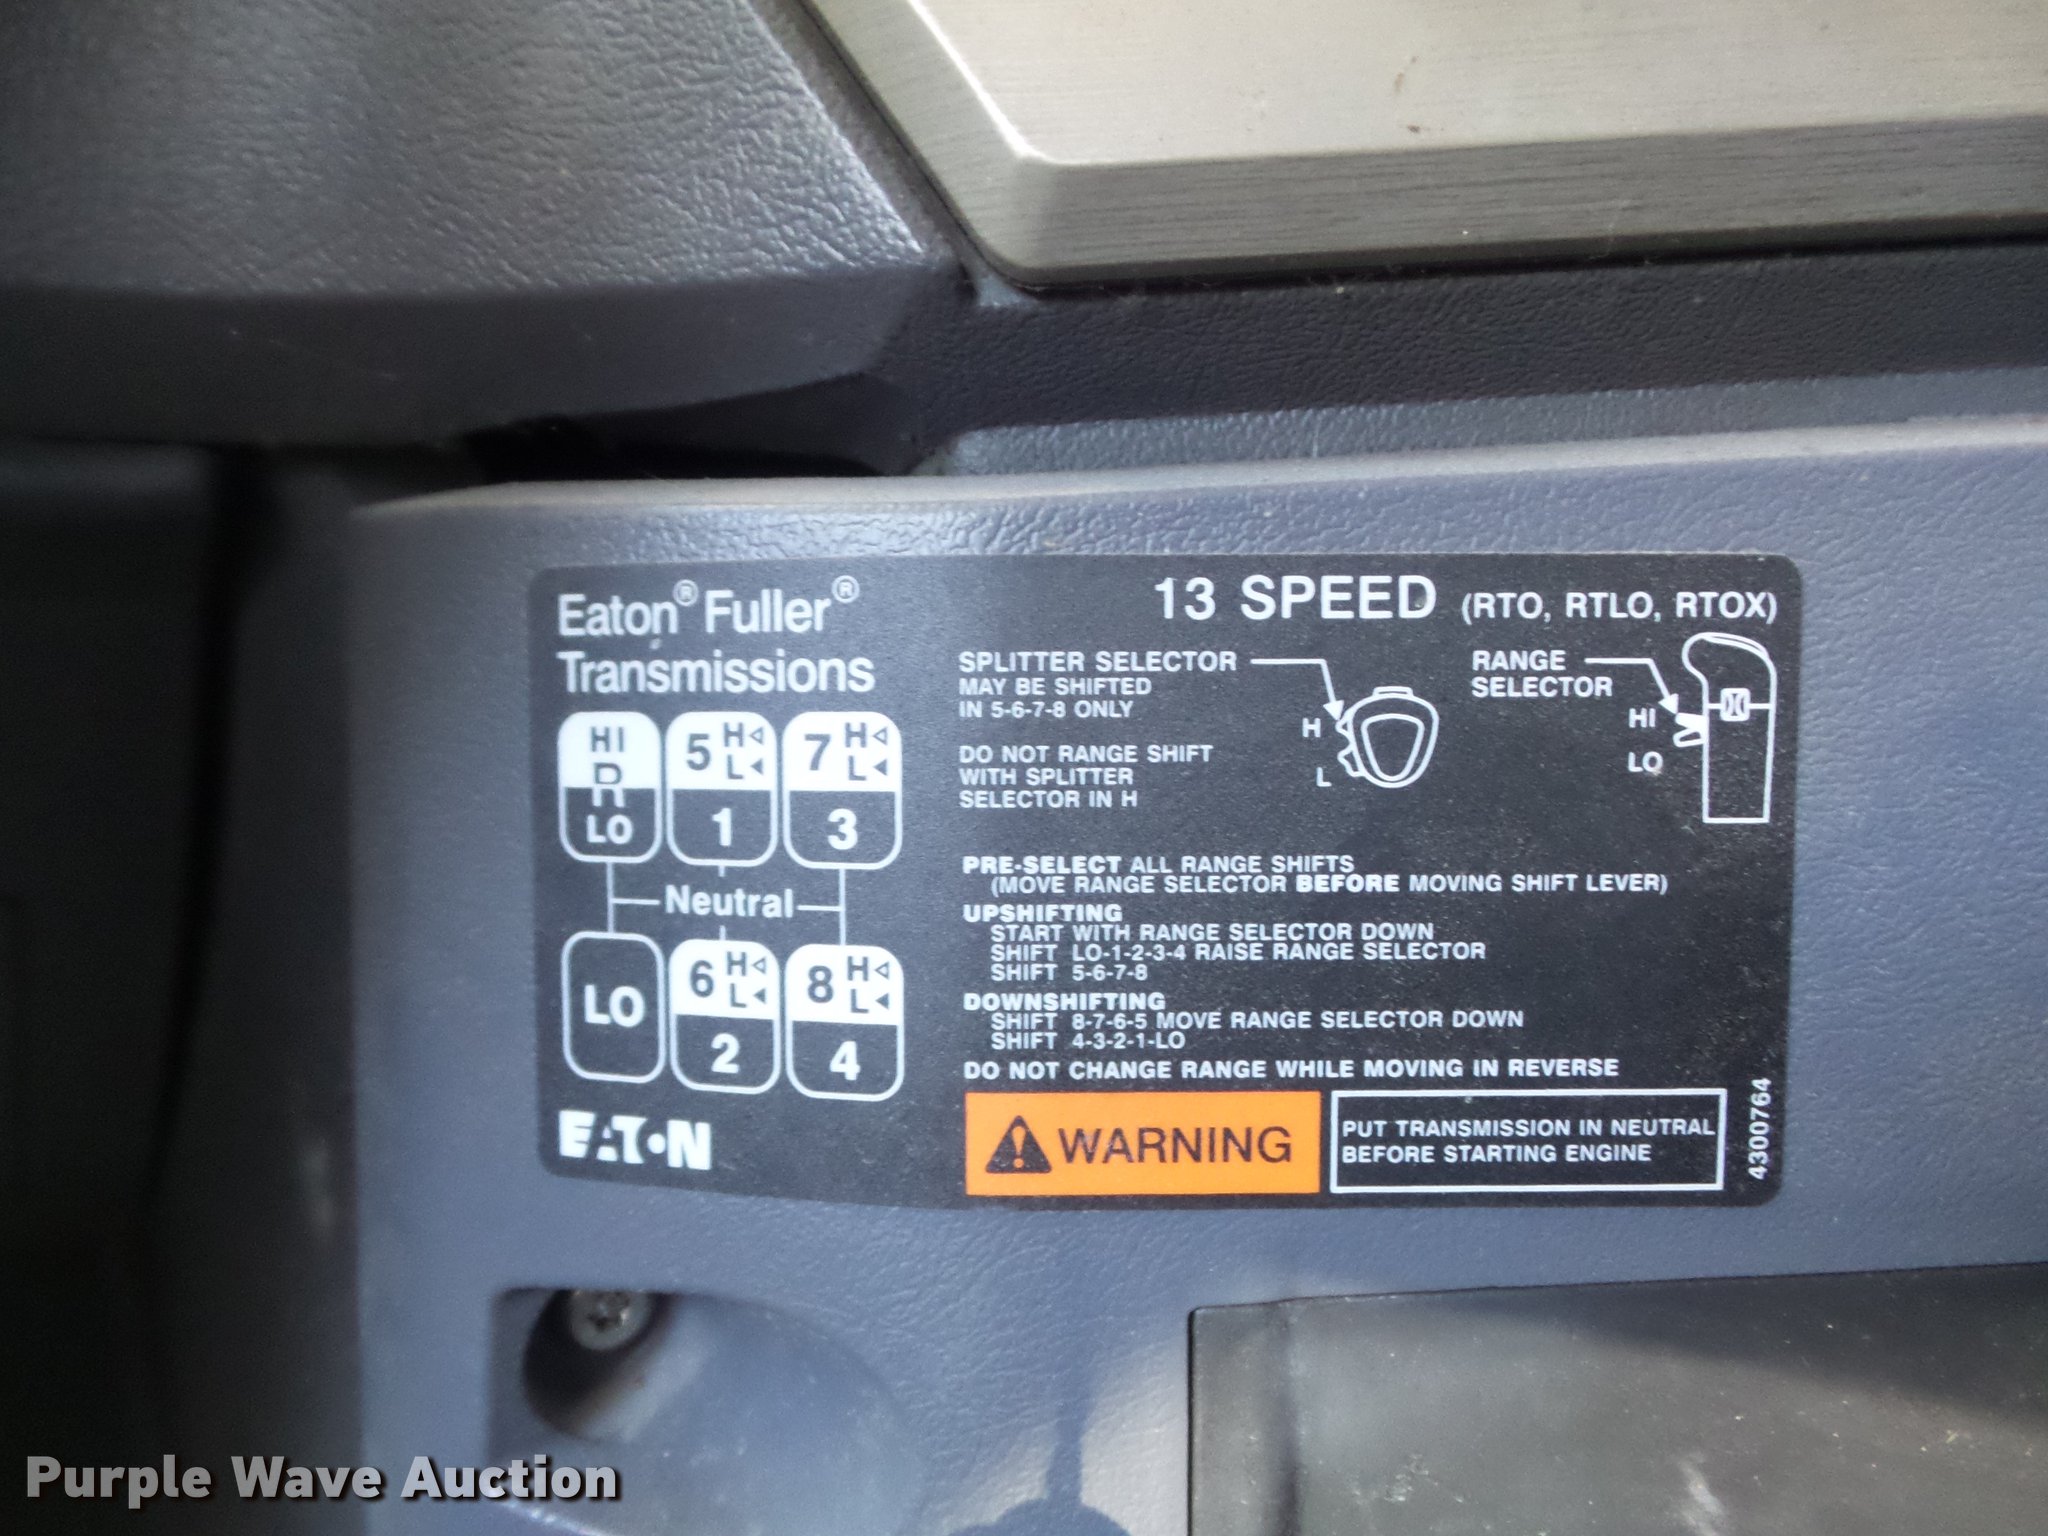 Eaton® Fuller®
Transmissions
HI
R
LO
5 H
L
1
7 H
L
3
Neutral
LO
6 H
L
2
8 H
L
4
EATON
13 SPEED (RTO, RTLO, RTOX)
SPLITTER SELECTOR
MAY BE SHIFTED
IN 5-6-7-8 ONLY
H
L
RANGE
SELECTOR
HI
LO
DO NOT RANGE SHIFT
WITH SPLITTER
SELECTOR IN H
PRE-SELECT ALL RANGE SHIFTS
(MOVE RANGE SELECTOR BEFORE MOVING SHIFT LEVER)
UPSHIFTING
START WITH RANGE SELECTOR DOWN
SHIFT LO-1-2-3-4 RAISE RANGE SELECTOR
SHIFT 5-6-7-8
DOWNSHIFTING
SHIFT 8-7-6-5 MOVE RANGE SELECTOR DOWN
SHIFT 4-3-2-1-LO
DO NOT CHANGE RANGE WHILE MOVING IN REVERSE
WARNING
PUT TRANSMISSION IN NEUTRAL
BEFORE STARTING ENGINE
4300764
Purple Wave Auction